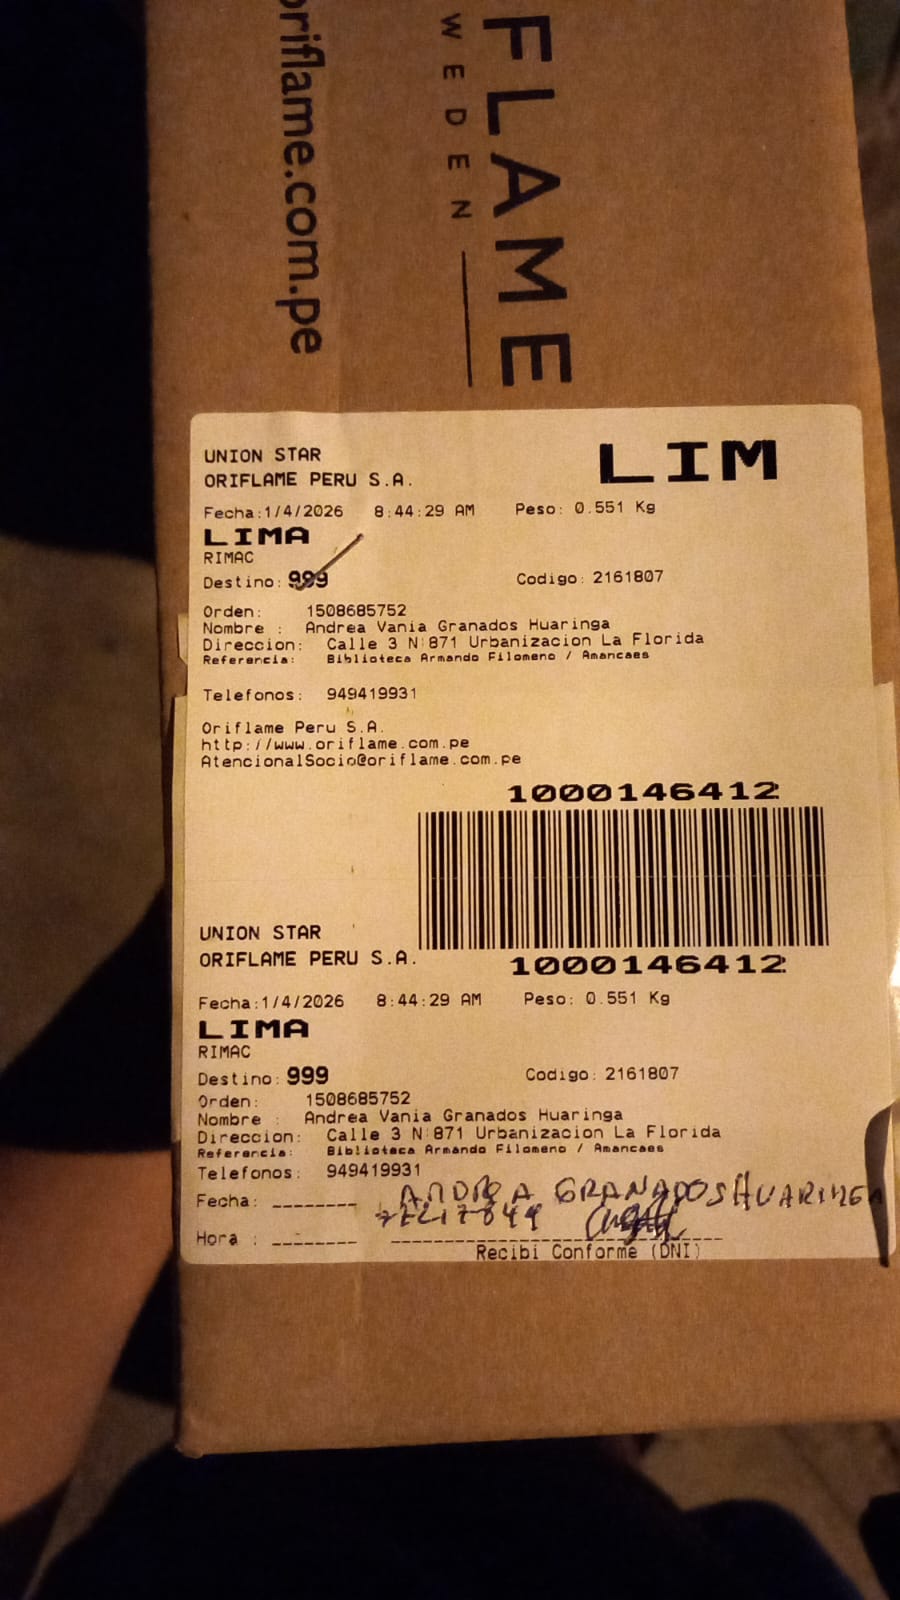 oriflame.com.pe
FLAME
WEDEN
UNION STAR
LIM
ORIFLAME PERU S.A.
Fecha:1/4/2026 8:44:29 AM Peso: 0.551 Kg
LIMA
RIMAC
Destino: 999 Codigo: 2161807
Orden: 1508685752
Nombre : Andrea Vania Granados Huaringa
Direccion: Calle 3 N:871 Urbanizacion La Florida
Referencia: Biblioteca Armando Filomeno / Amancaes
Telefonos: 949419931
Oriflame Peru S.A.
http://www.oriflame.com.pe
AtencionalSocio@oriflame.com.pe
1000146412
1000146412
UNION STAR
ORIFLAME PERU S.A.
Fecha:1/4/2026 8:44:29 AM Peso: 0.551 Kg
LIMA
RIMAC
Destino: 999 Codigo: 2161807
Orden: 1508685752
Nombre : Andrea Vania Granados Huaringa
Direccion: Calle 3 N:871 Urbanizacion La Florida
Referencia: Biblioteca Armando Filomeno / Amancaes
Telefonos: 949419931
Fecha: ________ ANDREA GRANADOS HUARINGA
Hora : ________
Recibi Conforme (DNI)